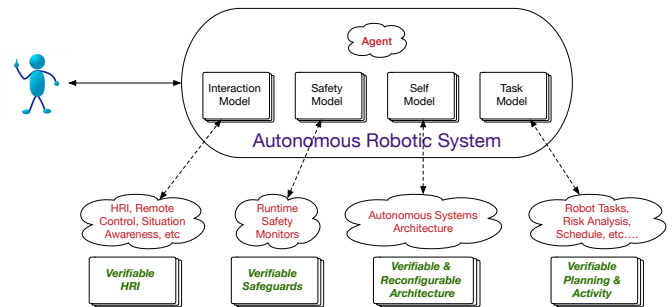 Agent
Interaction
Model
Safety
Model
Self
Model
Task
Model
Autonomous Robotic System
HRI, Remote
Control, Situation
Awareness, etc
Runtime
Safety
Monitors
Autonomous Systems
Architecture
Robot Tasks,
Risk Analysis,
Schedule, etc....
Verifiable
HRI
Verifiable
Safeguards
Verifiable &
Reconfigurable
Architecture
Verifiable
Planning &
Activity